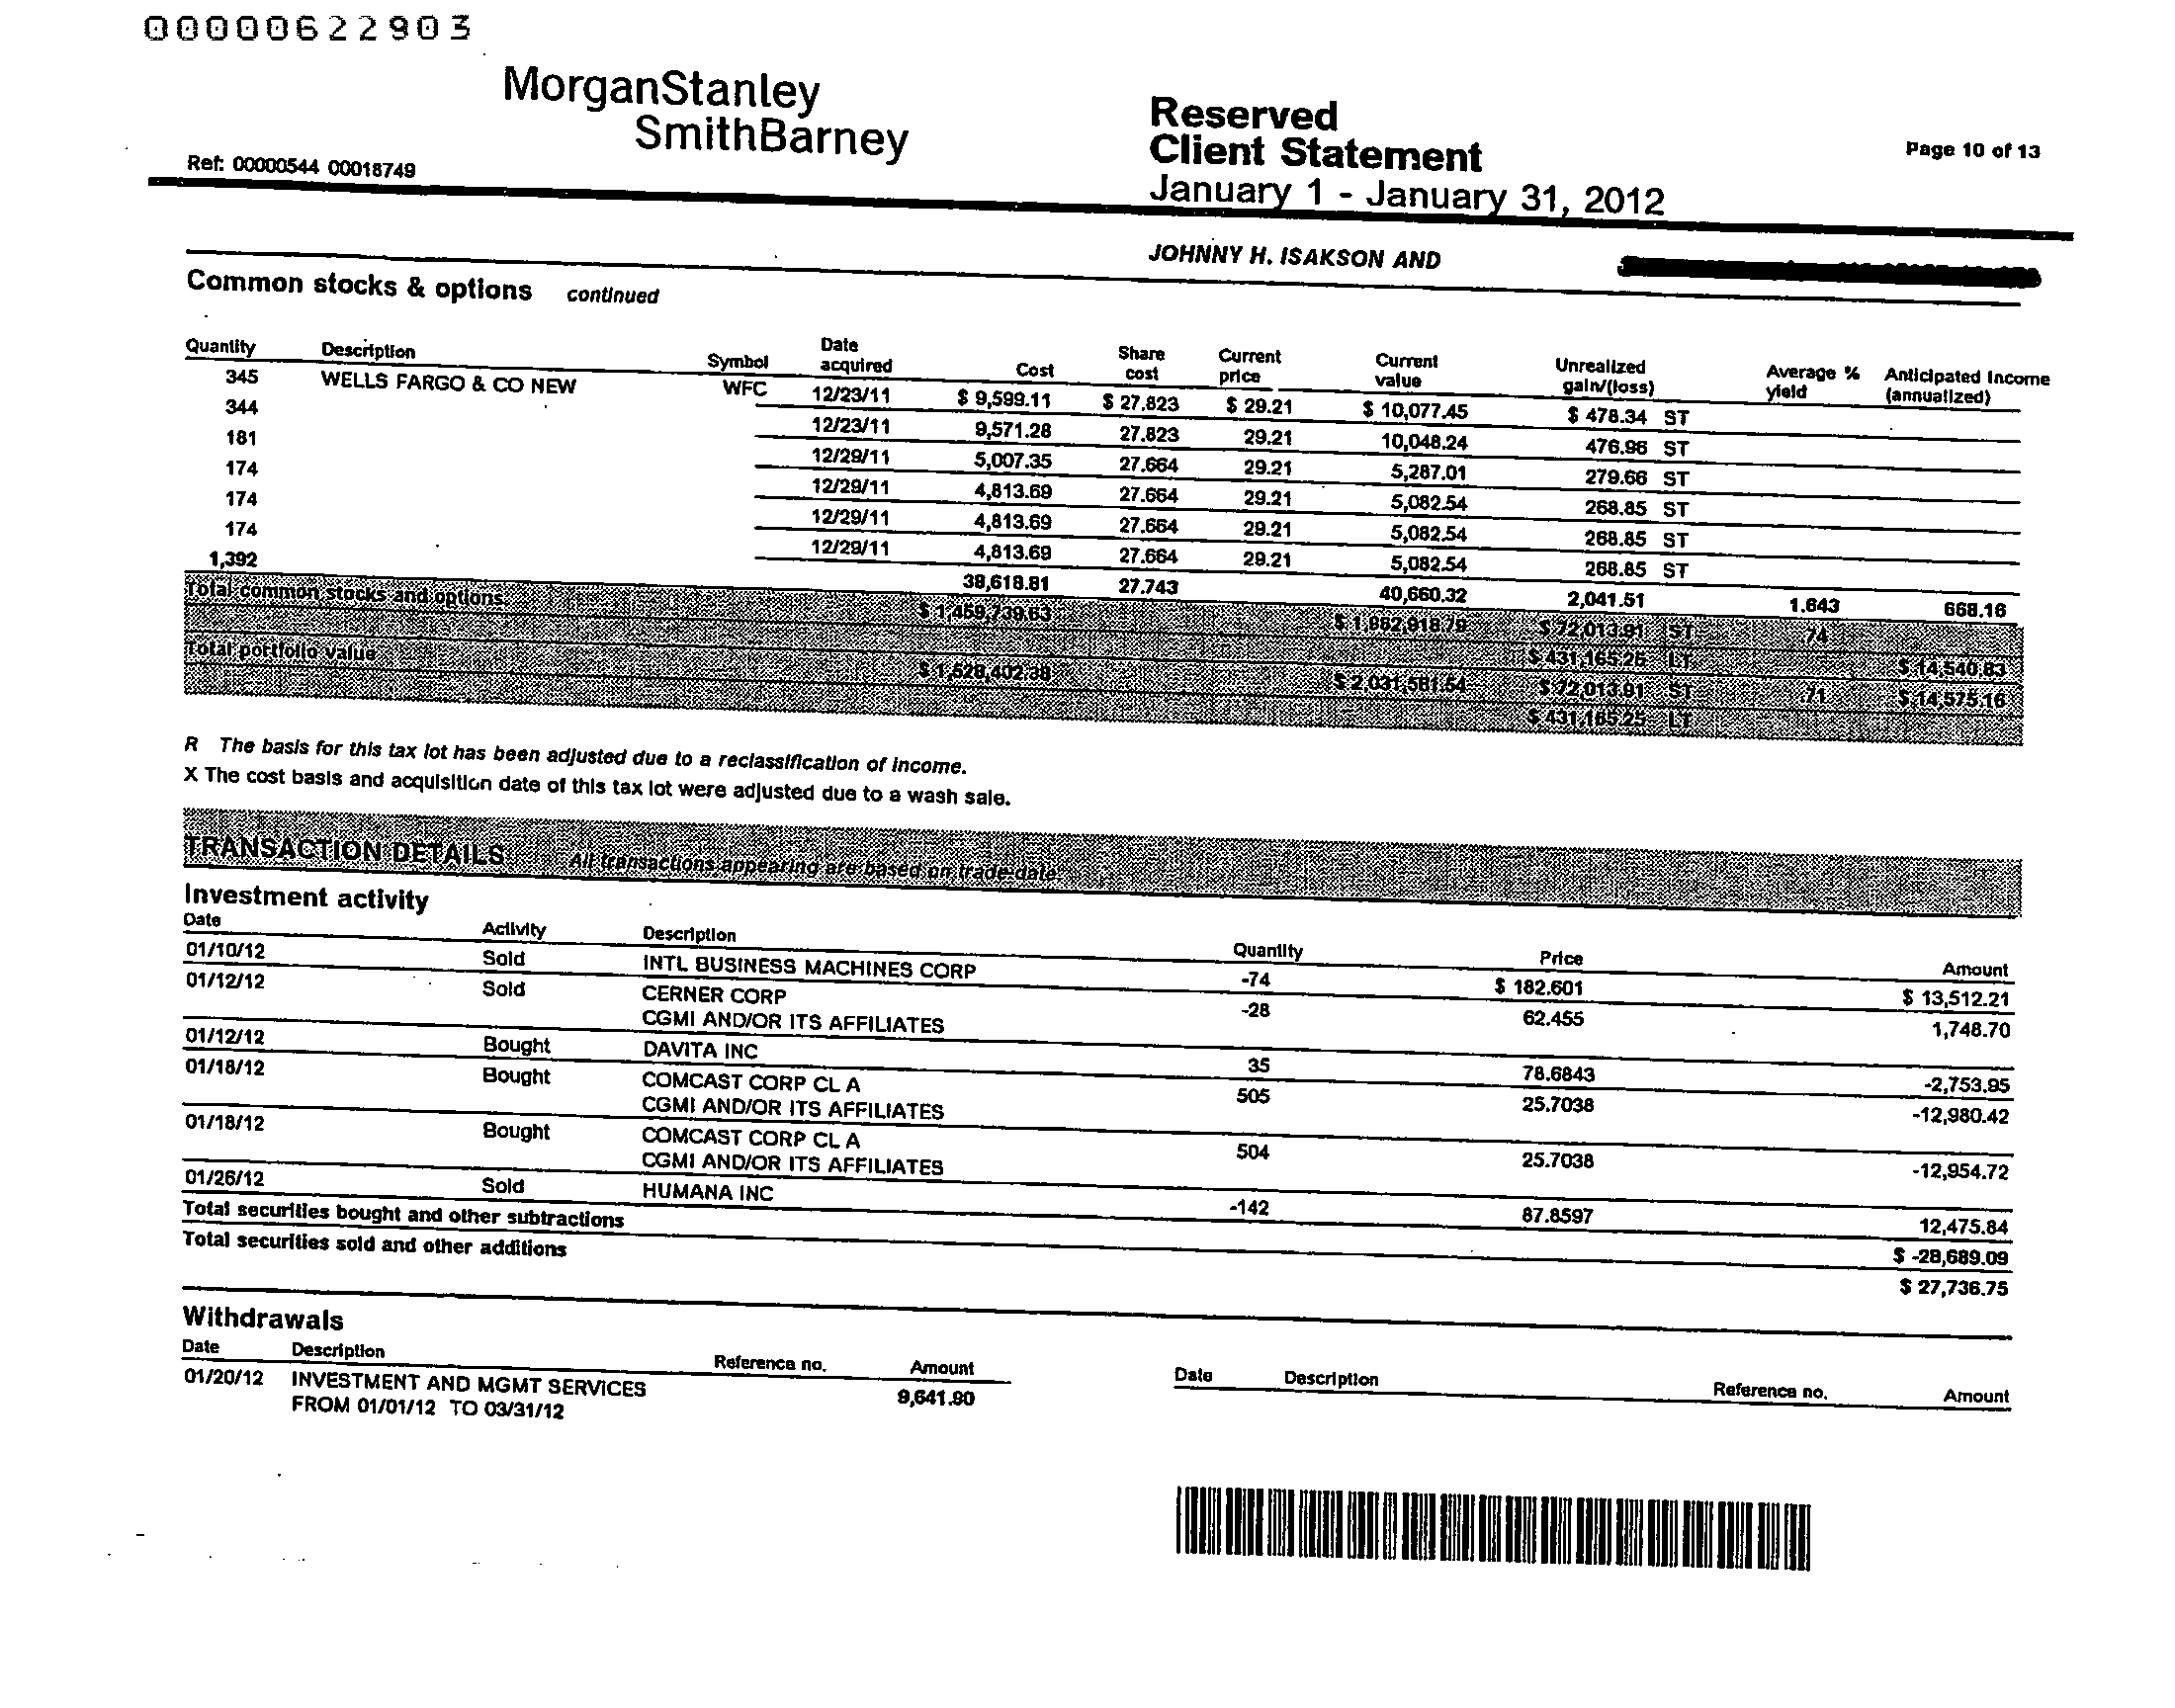 00000622903
MorganStanley
SmithBarney
Reserved
Client Statement
January 1 - January 31, 2012
Page 10 of 13
Ref: 00000544 00018749
JOHNNY H. ISAKSON AND
Common stocks & options continued
Quantity Description Symbol Date acquired Cost Share cost Current price Current value Unrealized gain/(loss) Average % yield Anticipated Income (annualized)
345 WELLS FARGO & CO NEW WFC 12/23/11 $ 9,599.11 $ 27.823 $ 29.21 $ 10,077.45 $ 478.34 ST
344 12/23/11 9,571.28 27.823 29.21 10,048.24 476.96 ST
181 12/29/11 5,007.35 27.664 29.21 5,287.01 279.66 ST
174 12/29/11 4,813.69 27.664 29.21 5,082.54 268.85 ST
174 12/29/11 4,813.69 27.664 29.21 5,082.54 268.85 ST
174 12/29/11 4,813.69 27.664 29.21 5,082.54 268.85 ST
1,392 38,618.81 27.743 40,660.32 2,041.51 1.643 668.16
Total common stocks and options $ 1,459,739.63 $ 1,962,918.79 $ 72,013.91 ST .74
$ 431,165.25 LT $ 14,540.83
Total portfolio value $ 1,528,402.38 $ 2,031,581.54 $ 72,013.91 ST .71 $ 14,575.16
$ 431,165.25 LT
R The basis for this tax lot has been adjusted due to a reclassification of income.
X The cost basis and acquisition date of this tax lot were adjusted due to a wash sale.
TRANSACTION DETAILS All transactions appearing are based on trade-date.
Investment activity
Date Activity Description Quantity Price Amount
01/10/12 Sold INTL BUSINESS MACHINES CORP -74 $ 182.601 $ 13,512.21
01/12/12 Sold CERNER CORP -28 62.455 1,748.70
CGMI AND/OR ITS AFFILIATES
01/12/12 Bought DAVITA INC 35 78.6843 -2,753.95
01/18/12 Bought COMCAST CORP CL A 505 25.7038 -12,980.42
CGMI AND/OR ITS AFFILIATES
01/18/12 Bought COMCAST CORP CL A 504 25.7038 -12,954.72
CGMI AND/OR ITS AFFILIATES
01/26/12 Sold HUMANA INC -142 87.8597 12,475.84
Total securities bought and other subtractions $ -28,689.09
Total securities sold and other additions $ 27,736.75
Withdrawals
Date Description Reference no. Amount Date Description Reference no. Amount
01/20/12 INVESTMENT AND MGMT SERVICES 9,641.90
FROM 01/01/12 TO 03/31/12